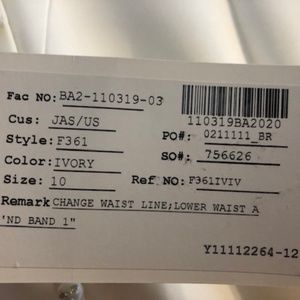 Fac NO: BA2-110319-03
110319BA2020
Cus: JAS/US
PO#: 0211111_BR
Style: F361
SO#: 756626
Color: IVORY
Size: 10
Ref NO: F361IVIV
Remark CHANGE WAIST LINE;LOWER WAIST A
'ND BAND 1"
Y11112264-12